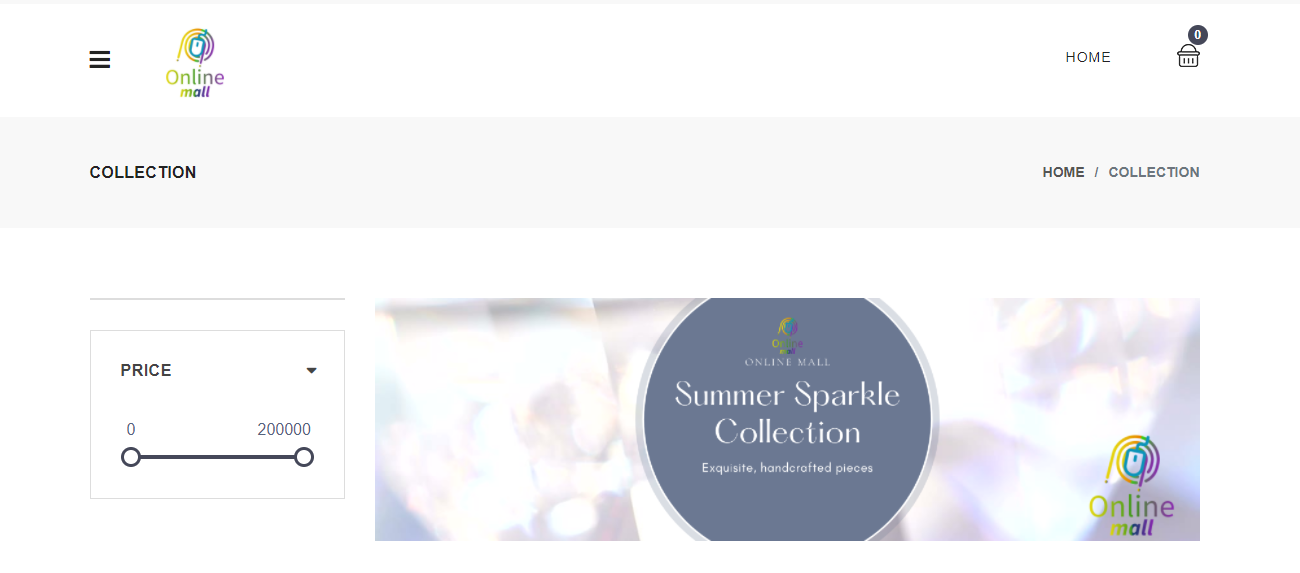 Online
mall
HOME
0
COLLECTION
HOME / COLLECTION
PRICE
0 200000
Online
mall
ONLINE MALL
Summer Sparkle
Collection
Exquisite, handcrafted pieces
Online
mall